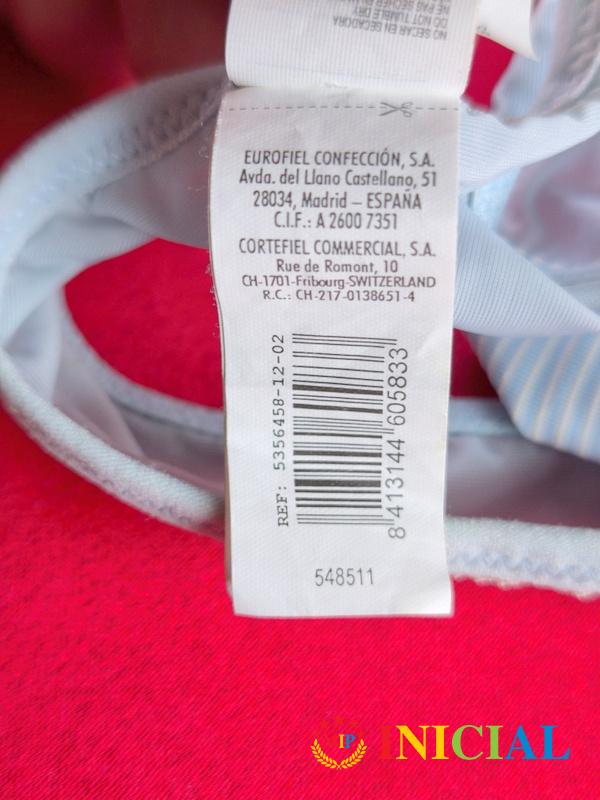 NO SECAR EN SECADORA
DO NOT TUMBLE DRY
EUROFIEL CONFECCIÓN, S.A.
Avda. del Llano Castellano, 51
28034, Madrid – ESPAÑA
C.I.F.: A 2600 7351
CORTEFIEL COMMERCIAL, S.A.
Rue de Romont, 10
CH-1701-Fribourg-SWITZERLAND
R.C.: CH-217-0138651-4
REF: 5356458-12-02
8 413144 605833
548511
IP
INICIAL